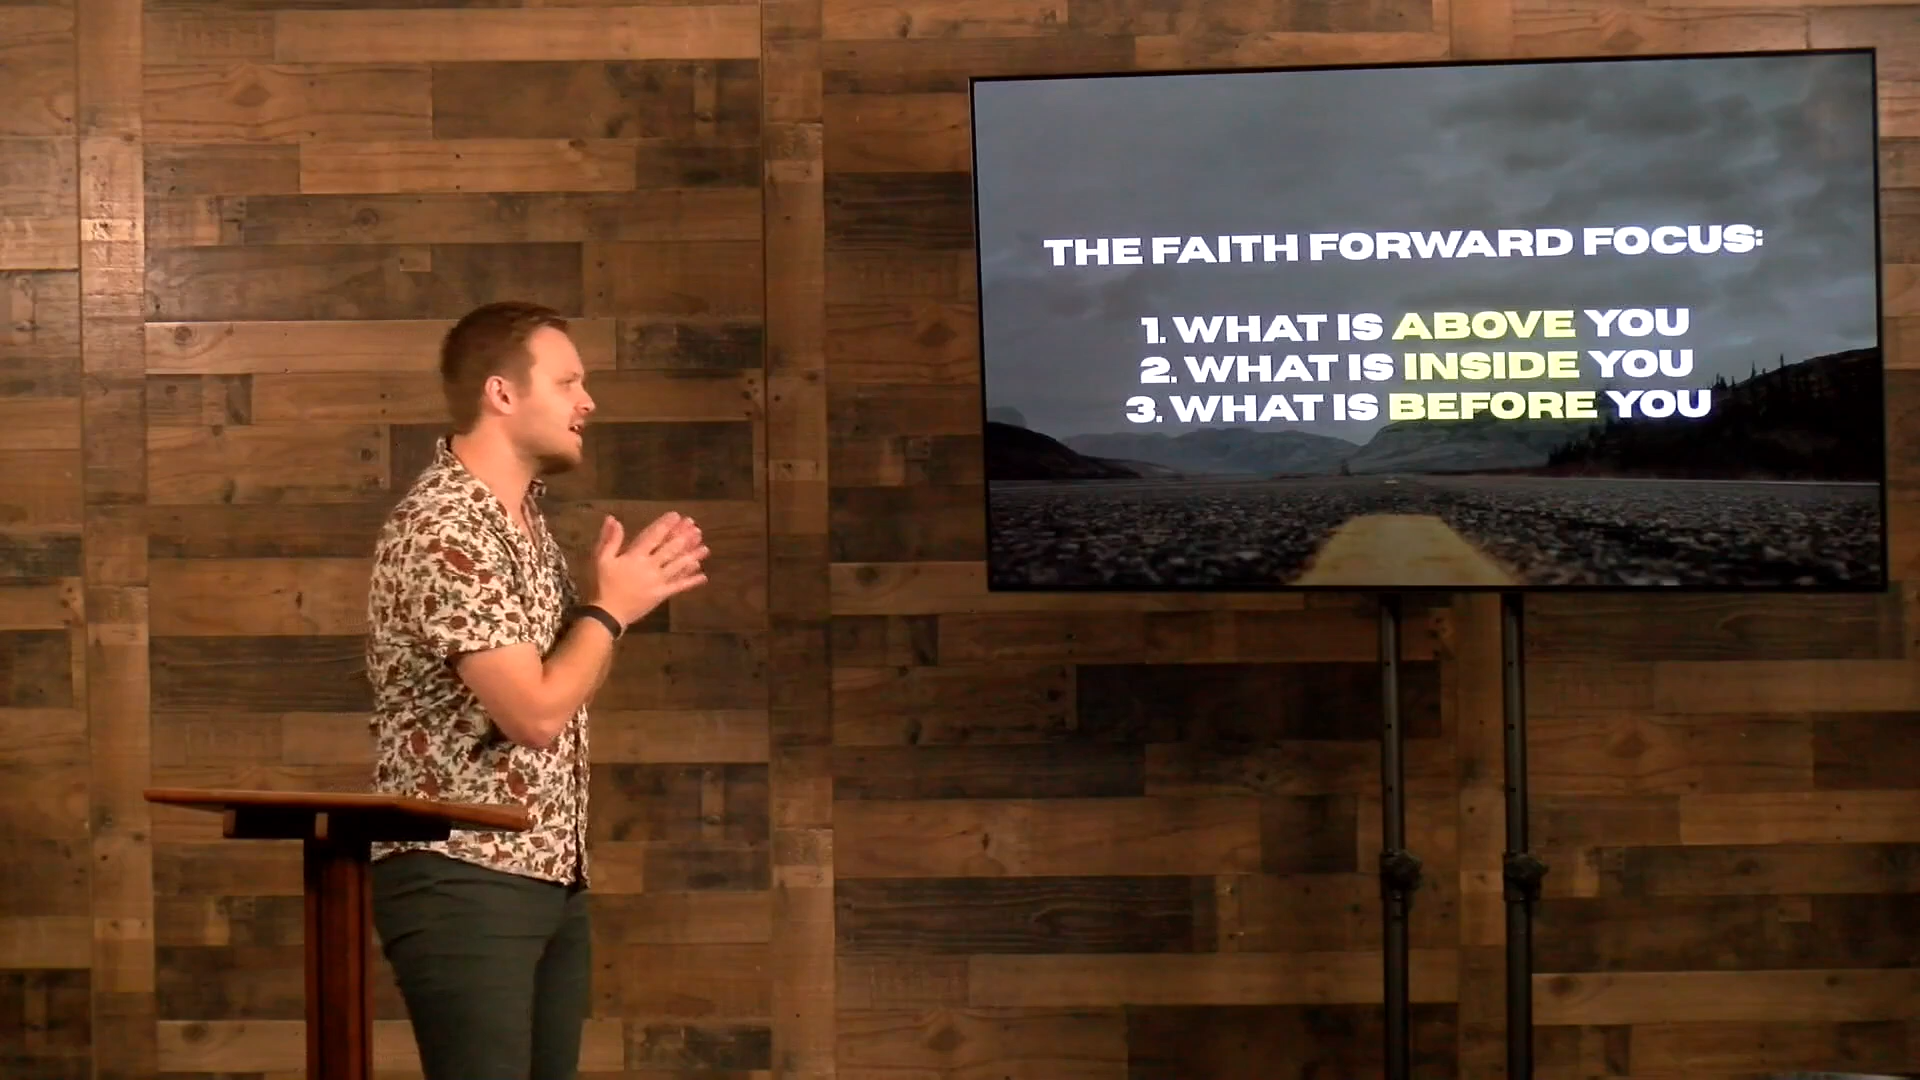 THE FAITH FORWARD FOCUS:
1. WHAT IS ABOVE YOU
2. WHAT IS INSIDE YOU
3. WHAT IS BEFORE YOU